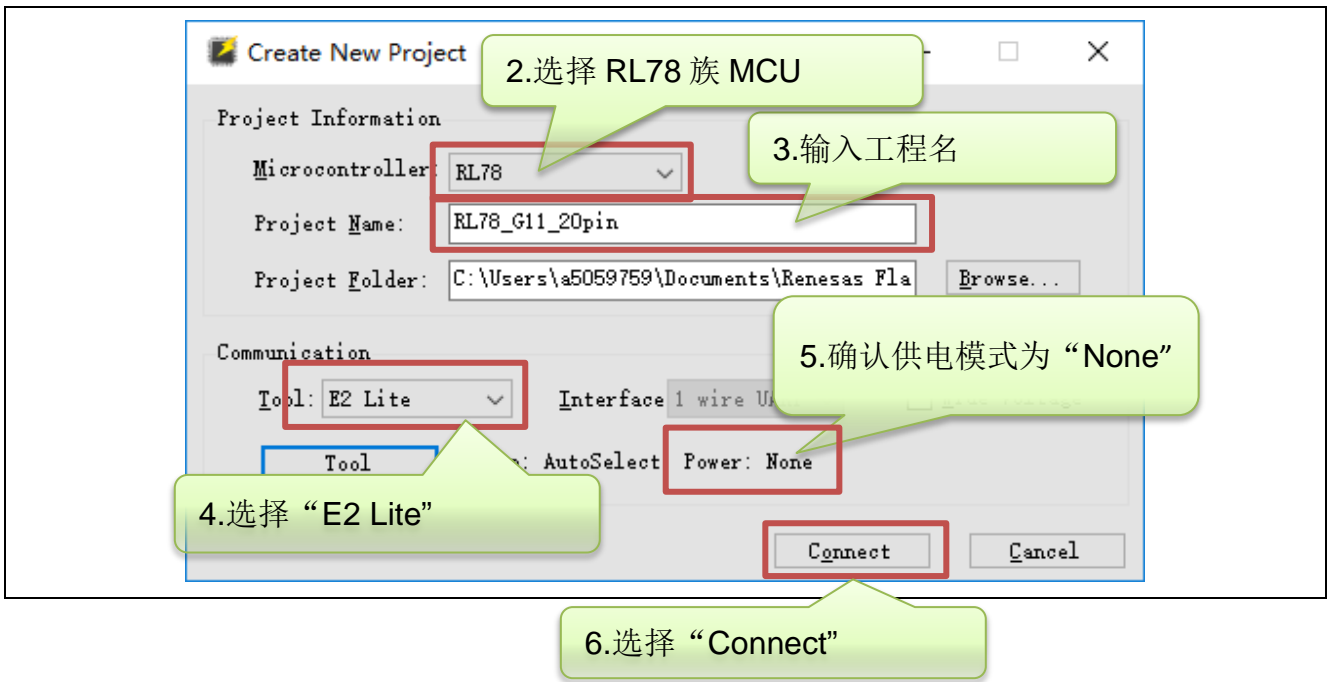 Create New Project
2.选择 RL78 族 MCU
Project Information
3.输入工程名
Microcontroller:
RL78
Project Name:
RL78_G11_20pin
Project Folder:
C:\Users\a5059759\Documents\Renesas Fla
Browse...
Communication
5.确认供电模式为“None”
Tool:
E2 Lite
Interface
1 wire
Tool
AutoSelect
Power: None
4.选择“E2 Lite”
Connect
Cancel
6.选择“Connect”